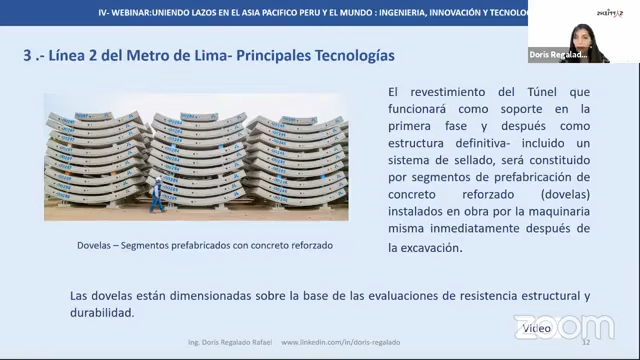 IV- WEBINAR:UNIENDO LAZOS EN EL ASIA PACIFICO PERU Y EL MUNDO : INGENIERIA, INNOVACIÓN Y TECNOLO
Doris Regalad...
3 .- Línea 2 del Metro de Lima- Principales Tecnologías
El revestimiento del Túnel que
funcionará como soporte en la
primera fase y después como
estructura definitiva- incluido un
sistema de sellado, será constituido
por segmentos de prefabricación de
concreto reforzado (dovelas)
instalados en obra por la maquinaria
misma inmediatamente después de
la excavación.
Dovelas – Segmentos prefabricados con concreto reforzado
Las dovelas están dimensionadas sobre la base de las evaluaciones de resistencia estructural y
durabilidad.
Video
zoom
Ing. Doris Regalado Rafael www.linkedin.com/in/doris-regalado
12